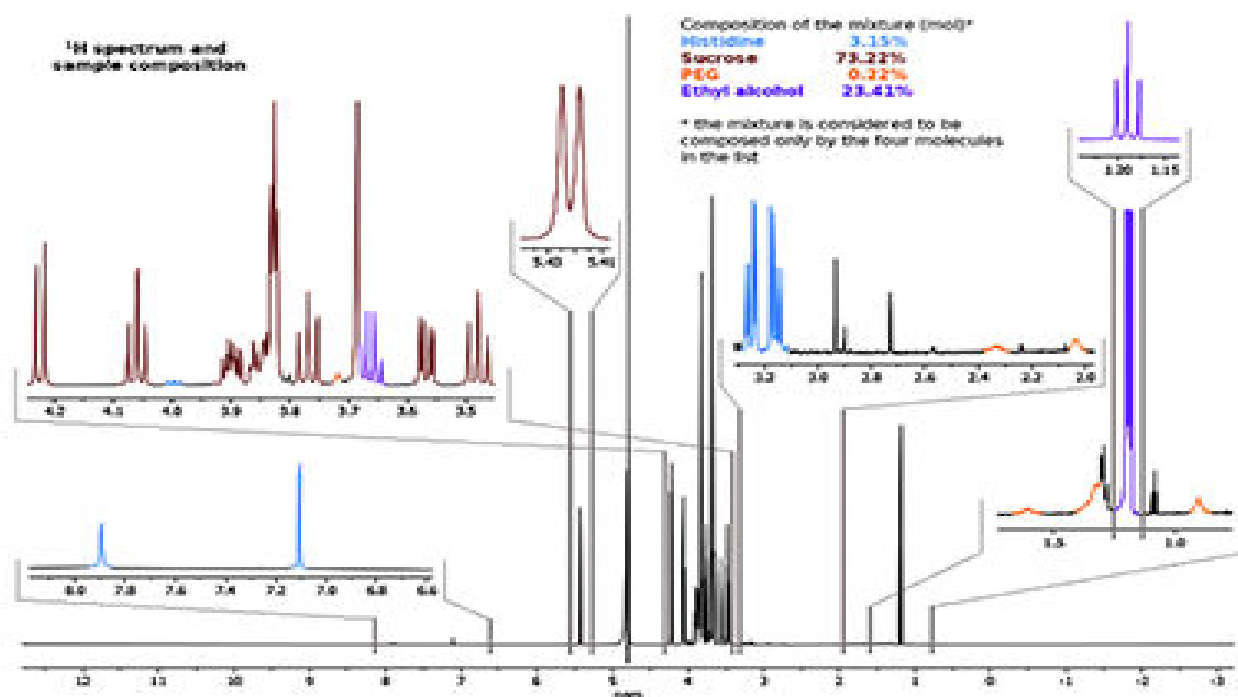 ¹H spectrum and
sample composition
Composition of the mixture (mol)*
Histidine 3.15%
Sucrose 73.22%
PEG 0.22%
Ethyl alcohol 23.41%
* the mixture is considered to be
composed only by the four molecules
in the list
1.20 1.15
5.43 5.41
3.2 3.0 2.8 2.6 2.4 2.2 2.0
4.2 4.1 4.0 3.9 3.8 3.7 3.6 3.5
1.5 1.0
8.0 7.8 7.6 7.4 7.2 7.0 6.8 6.6
12 11 10 9 8 7 6 5 4 3 2 1 0 -1 -2 -3
ppm